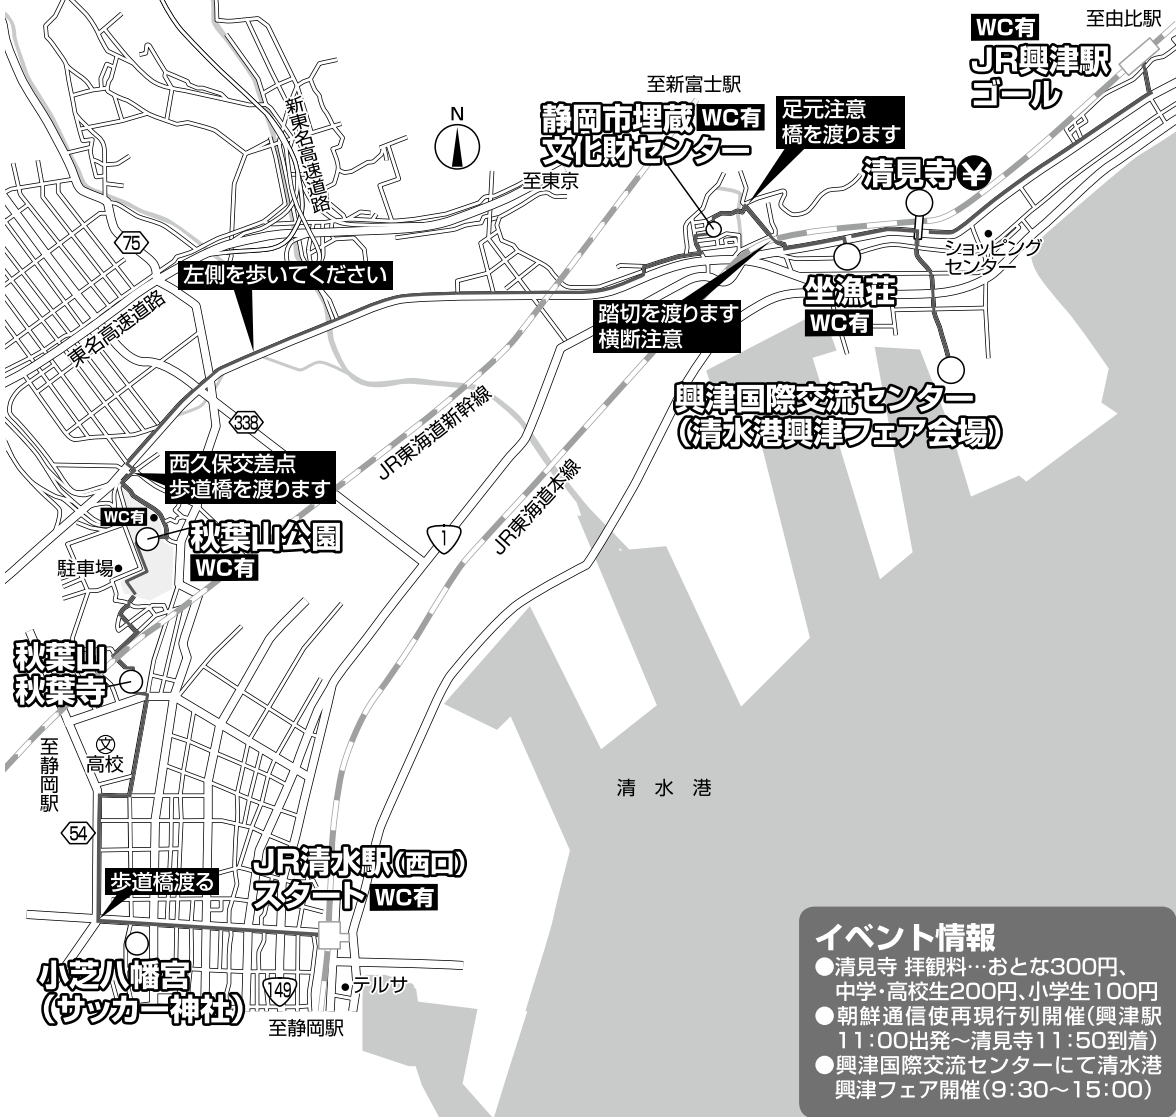 至由比駅
WC有
JR興津駅
ゴール
至新富士駅
静岡市埋蔵 WC有
文化財センター
足元注意
橋を渡ります
新東名高速道路
N
至東京
清見寺 ¥
75
左側を歩いてください
ショッピング
センター
坐漁荘
WC有
東名高速道路
踏切を渡ります
横断注意
興津国際交流センター
(清水港興津フェア会場)
338
JR東海道新幹線
西久保交差点
歩道橋を渡ります
JR東海道本線
WC有
秋葉山公園
WC有
1
駐車場
秋葉山
秋葉寺
文
高校
至静岡駅
清水港
54
JR清水駅(西口)
スタート WC有
歩道橋渡る
小芝八幡宮
(サッカー神社)
149
テルサ
至静岡駅
イベント情報
●清見寺 拝観料…おとな300円、
中学・高校生200円、小学生100円
●朝鮮通信使再現行列開催(興津駅
11:00出発〜清見寺11:50到着)
●興津国際交流センターにて清水港
興津フェア開催(9:30〜15:00)